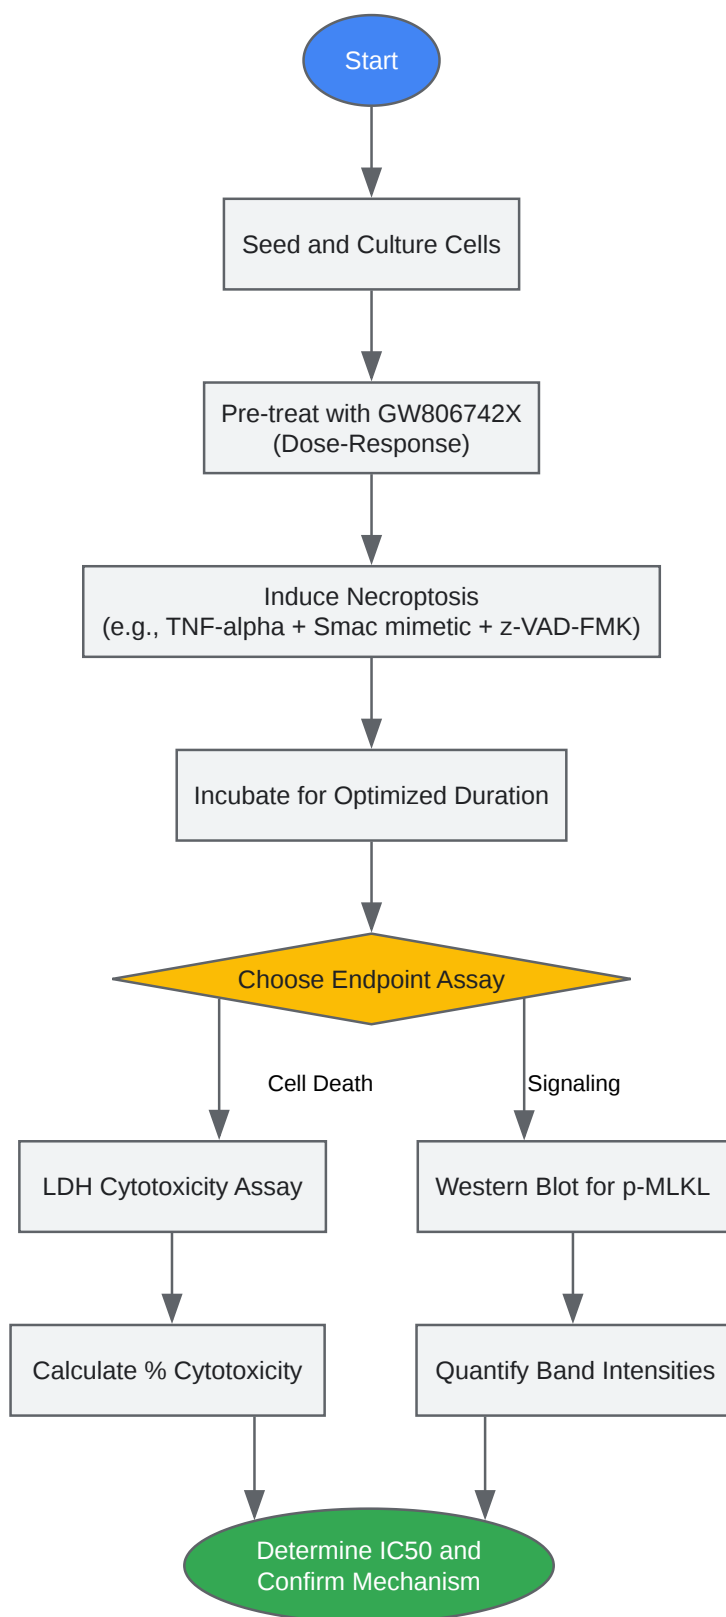 Start
Seed and Culture Cells
Pre-treat with GW806742X
(Dose-Response)
Induce Necroptosis
(e.g., TNF-alpha + Smac mimetic + z-VAD-FMK)
Incubate for Optimized Duration
Choose Endpoint Assay
Cell Death
Signaling
LDH Cytotoxicity Assay
Western Blot for p-MLKL
Calculate % Cytotoxicity
Quantify Band Intensities
Determine IC50 and
Confirm Mechanism